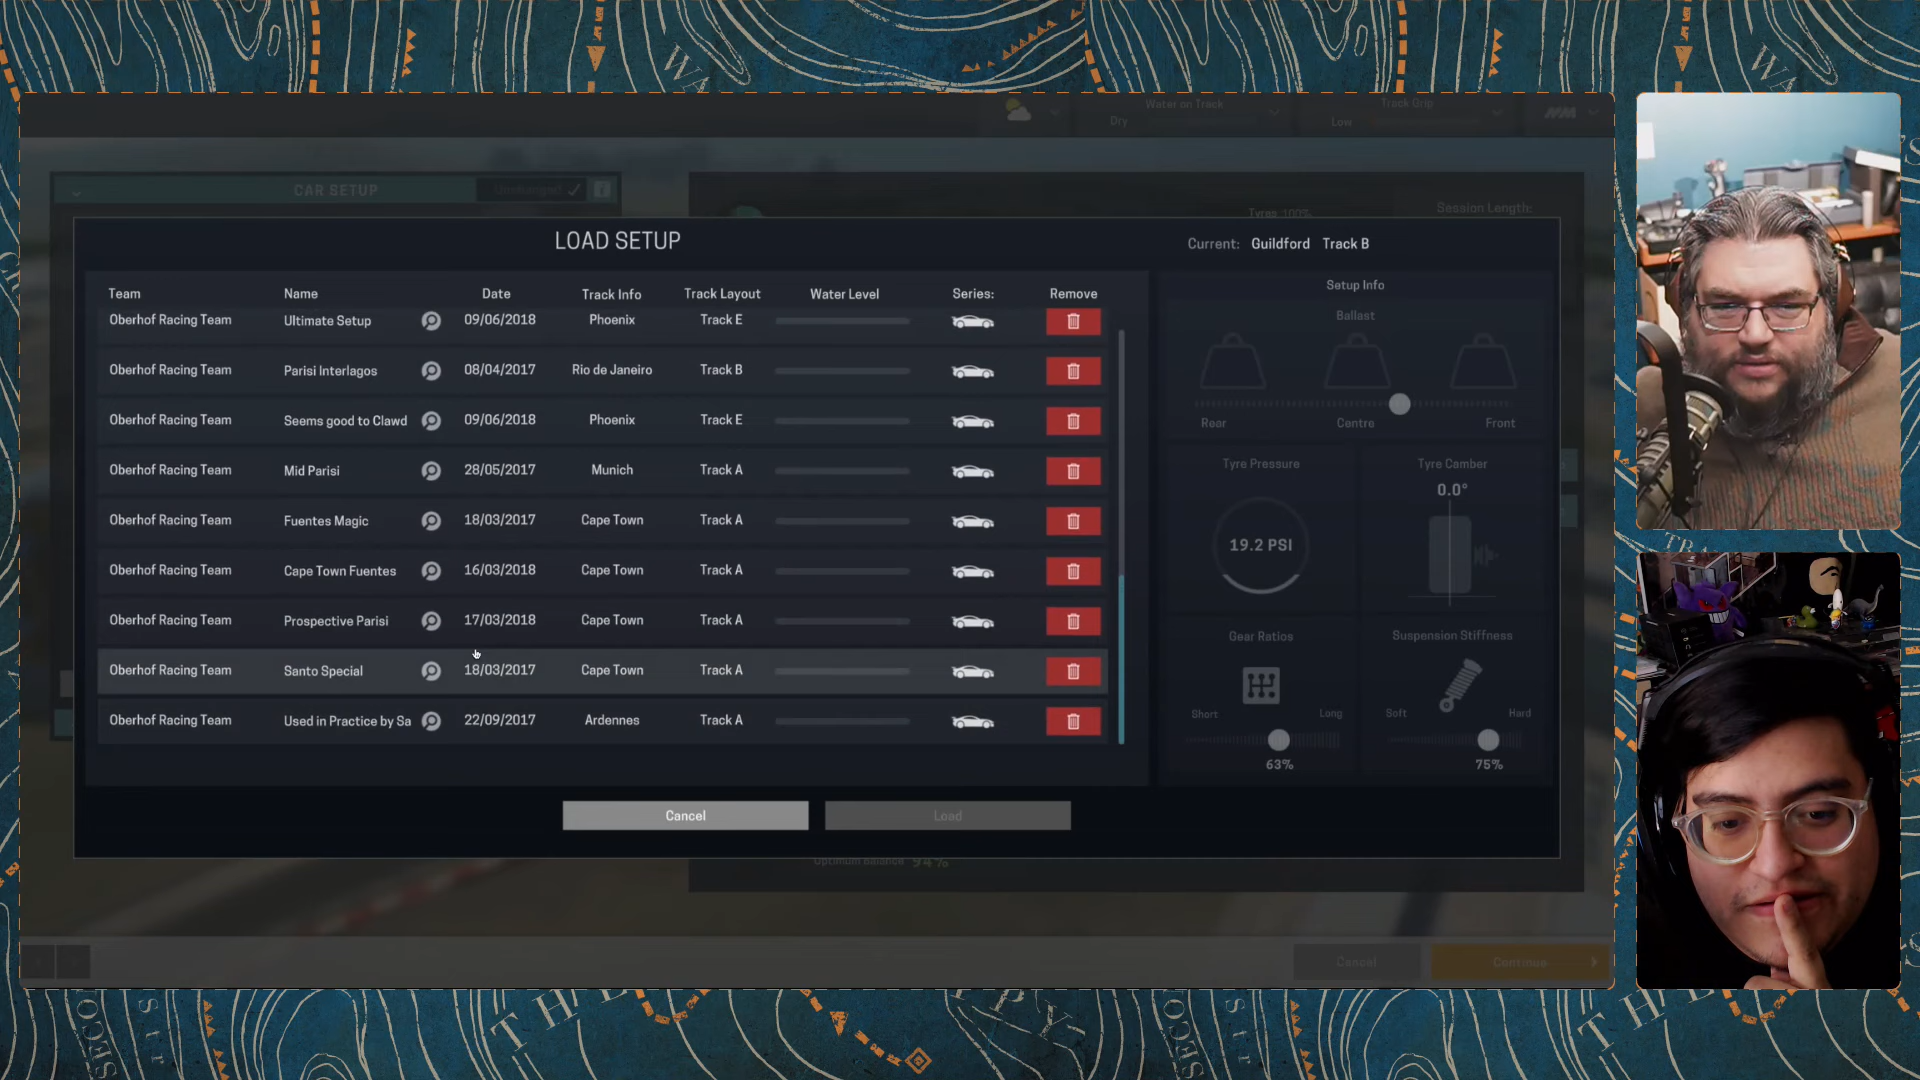 Water on Track
Dry
Track Grip
Low
CAR SETUP
Unchanged
Tyres 100%
Session Length:
LOAD SETUP
Current: Guildford Track B
Team Name Date Track Info Track Layout Water Level Series: Remove
Oberhof Racing Team Ultimate Setup 09/06/2018 Phoenix Track E
Oberhof Racing Team Parisi Interlagos 08/04/2017 Rio de Janeiro Track B
Oberhof Racing Team Seems good to Clawd 09/06/2018 Phoenix Track E
Oberhof Racing Team Mid Parisi 28/05/2017 Munich Track A
Oberhof Racing Team Fuentes Magic 18/03/2017 Cape Town Track A
Oberhof Racing Team Cape Town Fuentes 16/03/2018 Cape Town Track A
Oberhof Racing Team Prospective Parisi 17/03/2018 Cape Town Track A
Oberhof Racing Team Santo Special 18/03/2017 Cape Town Track A
Oberhof Racing Team Used in Practice by Sa 22/09/2017 Ardennes Track A
Setup Info
Ballast
Rear Centre Front
Tyre Pressure
19.2 PSI
Tyre Camber
0.0°
Gear Ratios
Short Long
63%
Suspension Stiffness
Soft Hard
75%
Cancel Load
Optimum Balance 94%
Cancel Continue